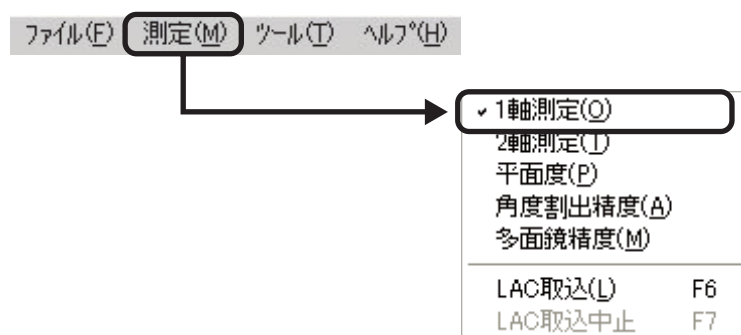 ﾌｧｲﾙ(F) 測定(M) ﾂｰﾙ(T) ﾍﾙﾌﾟ(H)
1軸測定(O)
2軸測定(T)
平面度(P)
角度割出精度(A)
多面鏡精度(M)
LAC取込(L) F6
LAC取込中止 F7